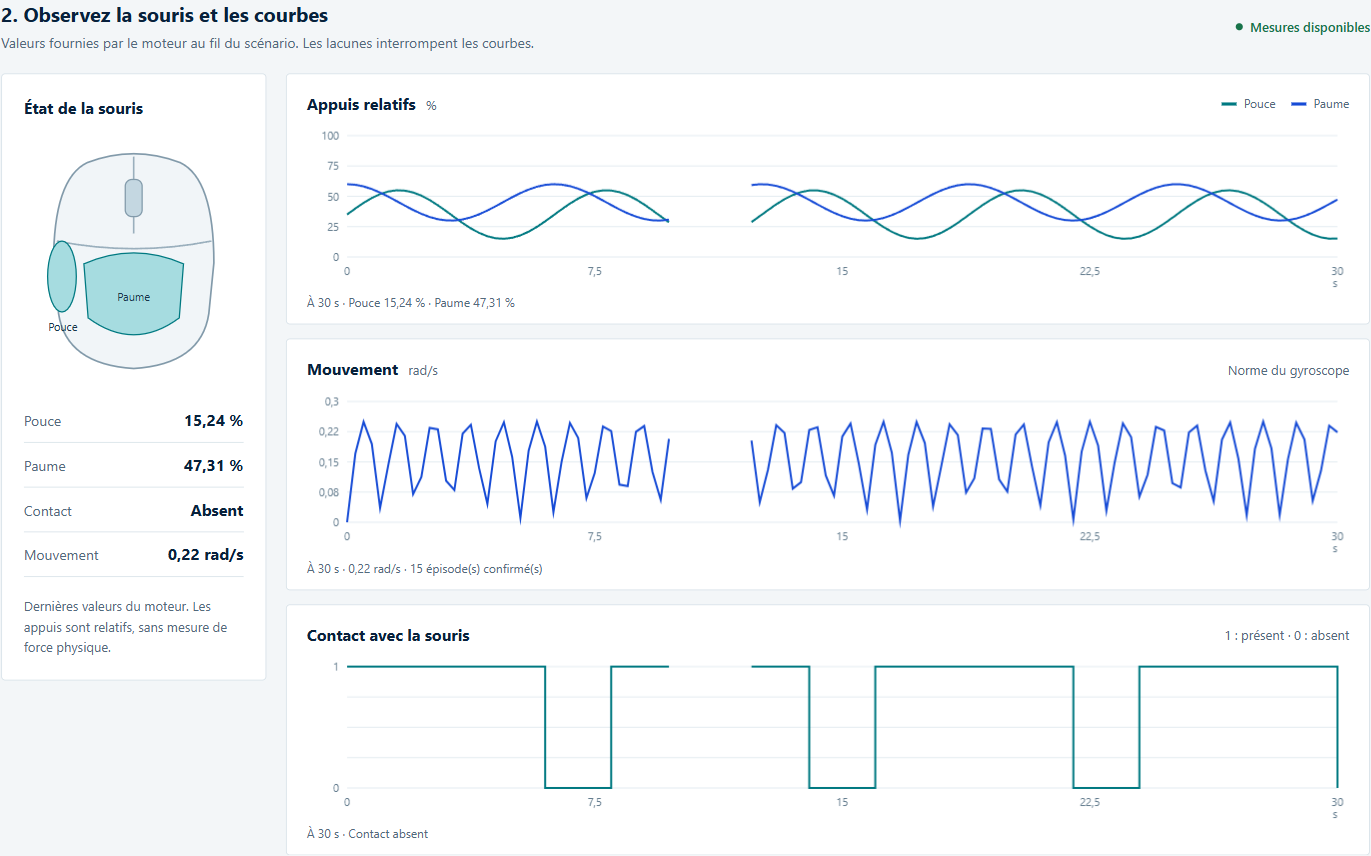 2. Observez la souris et les courbes
Valeurs fournies par le moteur au fil du scénario. Les lacunes interrompent les courbes.
● Mesures disponibles
État de la souris
Paume
Pouce
Pouce 15,24 %
Paume 47,31 %
Contact Absent
Mouvement 0,22 rad/s
Dernières valeurs du moteur. Les
appuis sont relatifs, sans mesure de
force physique.
Appuis relatifs %
Pouce Paume
100
75
50
25
0
0 7,5 15 22,5 30
s
À 30 s · Pouce 15,24 % · Paume 47,31 %
Mouvement rad/s
Norme du gyroscope
0,3
0,22
0,15
0,08
0
0 7,5 15 22,5 30
s
À 30 s · 0,22 rad/s · 15 épisode(s) confirmé(s)
Contact avec la souris
1 : présent · 0 : absent
1
0
0 7,5 15 22,5 30
s
À 30 s · Contact absent